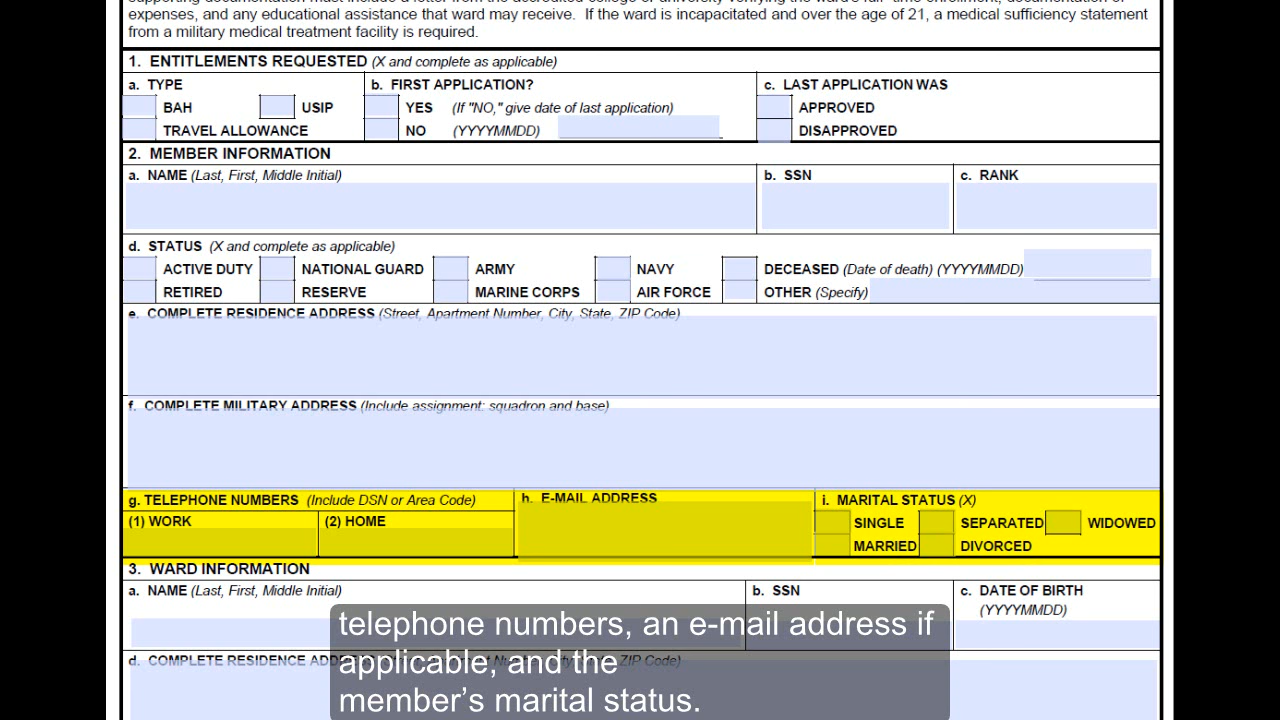 expenses, and any educational assistance that ward may receive.  If the ward is incapacitated and over the age of 21, a medical sufficiency statement
from a military medical treatment facility is required.
1. ENTITLEMENTS REQUESTED (X and complete as applicable)
a. TYPE b. FIRST APPLICATION? c. LAST APPLICATION WAS
BAH USIP YES (If "NO," give date of last application) APPROVED
TRAVEL ALLOWANCE NO (YYYYMMDD) DISAPPROVED
2. MEMBER INFORMATION
a. NAME (Last, First, Middle Initial) b. SSN c. RANK
d. STATUS (X and complete as applicable)
ACTIVE DUTY NATIONAL GUARD ARMY NAVY DECEASED (Date of death) (YYYYMMDD)
RETIRED RESERVE MARINE CORPS AIR FORCE OTHER (Specify)
e. COMPLETE RESIDENCE ADDRESS (Street, Apartment Number, City, State, ZIP Code)
f. COMPLETE MILITARY ADDRESS (Include assignment: squadron and base)
g. TELEPHONE NUMBERS (Include DSN or Area Code) h. E-MAIL ADDRESS i. MARITAL STATUS (X)
(1) WORK (2) HOME SINGLE SEPARATED WIDOWED
MARRIED DIVORCED
3. WARD INFORMATION
a. NAME (Last, First, Middle Initial) b. SSN c. DATE OF BIRTH
(YYYYMMDD)
d. COMPLETE RESIDENCE ADDRESS
telephone numbers, an e-mail address if
applicable, and the
member's marital status.